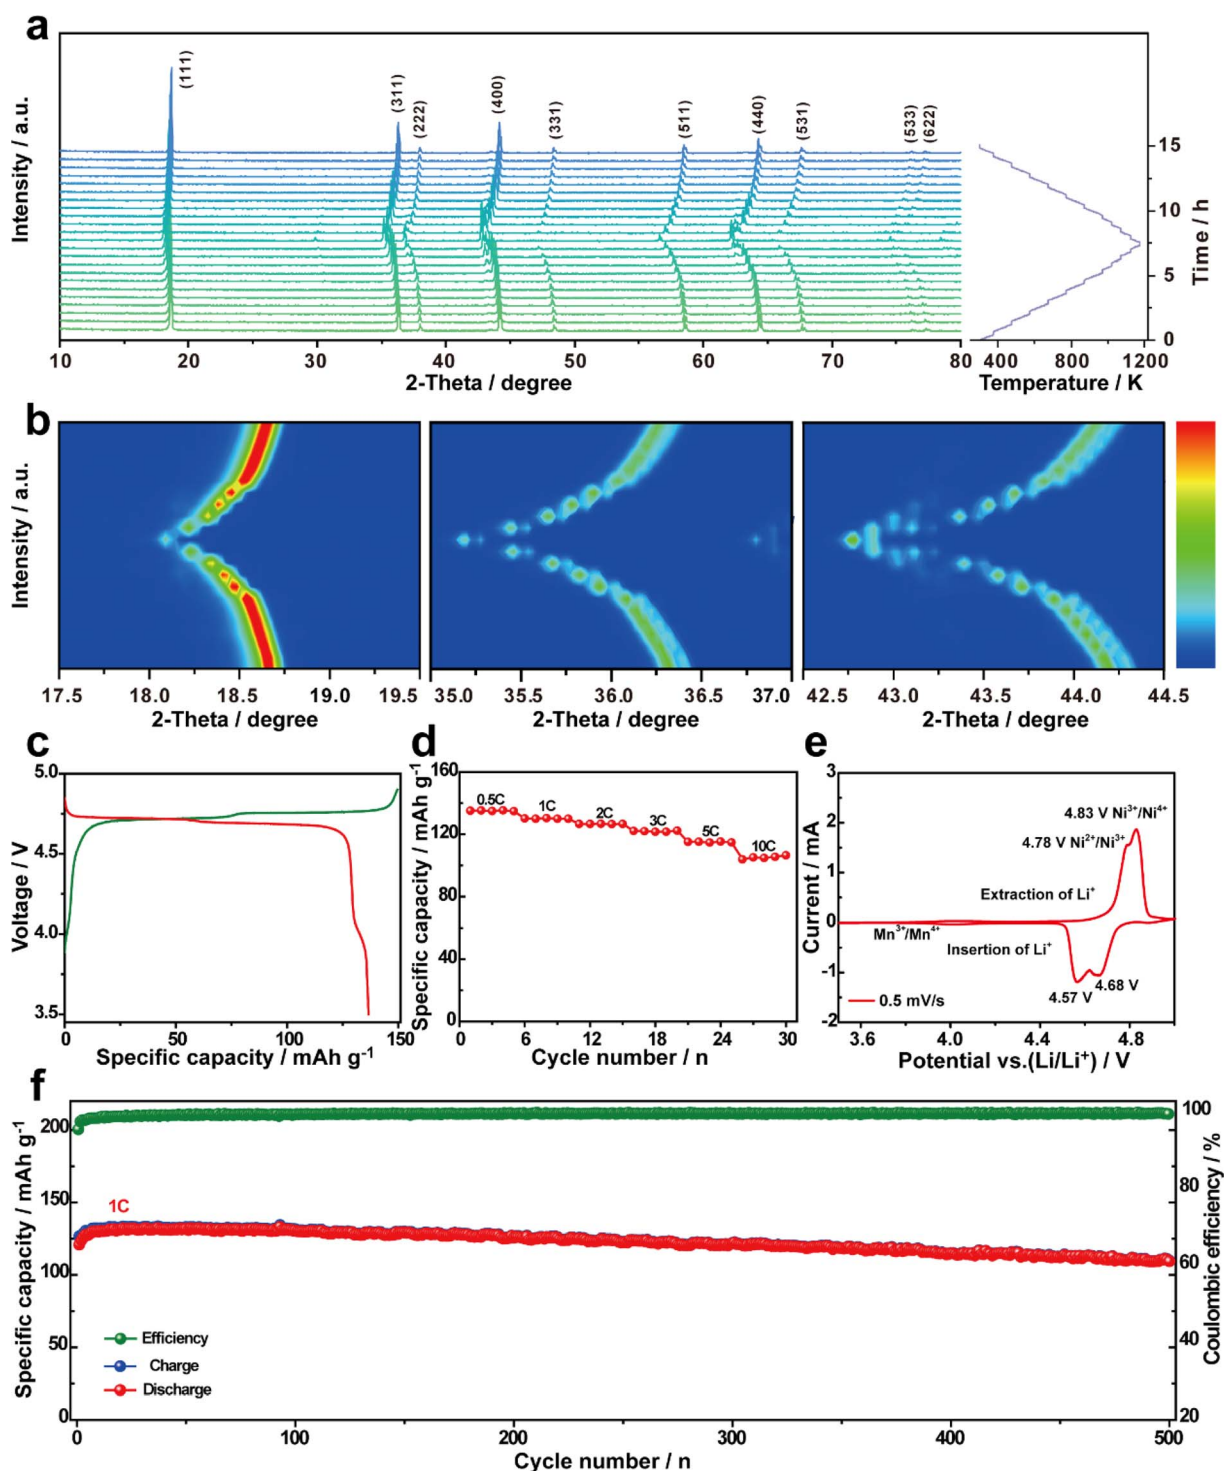 a
Intensity / a.u.
(111)
(311)
(222)
(400)
(331)
(511)
(440)
(531)
(533)
(622)
10 20 30 40 50 60 70 80
2-Theta / degree
15
10
5
0
Time / h
400 800 1200
Temperature / K
b
Intensity / a.u.
17.5 18.0 18.5 19.0 19.5
2-Theta / degree
35.0 35.5 36.0 36.5 37.0
2-Theta / degree
42.5 43.0 43.5 44.0 44.5
2-Theta / degree
c
Voltage / V
5.0
4.75
4.0
3.5
0 50 100 150
Specific capacity / mAh g⁻¹
d
Specific capacity / mAh g⁻¹
160
120
80
40
0
0.5C
1C
2C
3C
5C
10C
0 6 12 18 24 30
Cycle number / n
e
Current / mA
3
2
1
0
-1
-2
4.83 V Ni³⁺/Ni⁴⁺
4.78 V Ni²⁺/Ni³⁺
Extraction of Li⁺
Mn³⁺/Mn⁴⁺
Insertion of Li⁺
4.68 V
4.57 V
0.5 mV/s
3.6 4.0 4.4 4.8
Potential vs.(Li/Li⁺) / V
f
Specific capacity / mAh g⁻¹
200
150
100
50
0
1C
Efficiency
Charge
Discharge
100
80
60
40
20
Coulombic efficiency / %
0 100 200 300 400 500
Cycle number / n